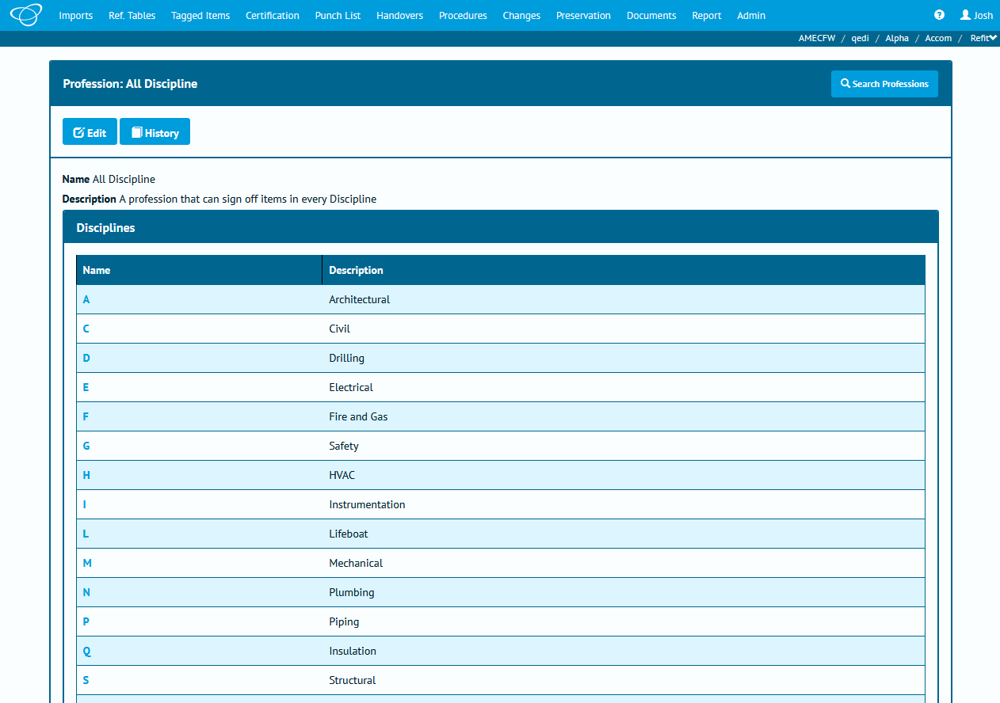 Imports Ref. Tables Tagged Items Certification Punch List Handovers Procedures Changes Preservation Documents Report Admin Josh
AMECFW / qedi / Alpha / Accom / Refit
Profession: All Discipline Search Professions
Edit History
Name All Discipline
Description A profession that can sign off items in every Discipline
Disciplines
Name Description
A Architectural
C Civil
D Drilling
E Electrical
F Fire and Gas
G Safety
H HVAC
I Instrumentation
L Lifeboat
M Mechanical
N Plumbing
P Piping
Q Insulation
S Structural